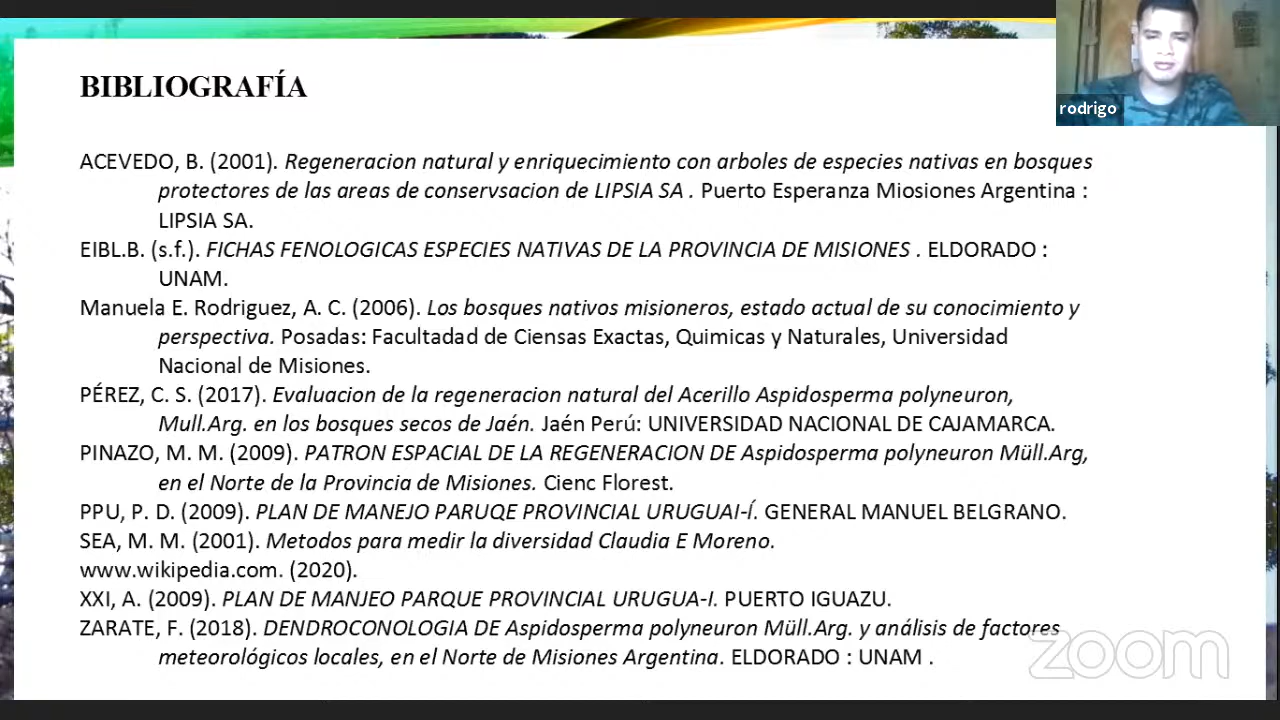 BIBLIOGRAFÍA
rodrigo
ACEVEDO, B. (2001). Regeneracion natural y enriquecimiento con arboles de especies nativas en bosques
protectores de las areas de conservsacion de LIPSIA SA . Puerto Esperanza Miosiones Argentina :
LIPSIA SA.
EIBL.B. (s.f.). FICHAS FENOLOGICAS ESPECIES NATIVAS DE LA PROVINCIA DE MISIONES . ELDORADO :
UNAM.
Manuela E. Rodriguez, A. C. (2006). Los bosques nativos misioneros, estado actual de su conocimiento y
perspectiva. Posadas: Facultadad de Ciensas Exactas, Quimicas y Naturales, Universidad
Nacional de Misiones.
PÉREZ, C. S. (2017). Evaluacion de la regeneracion natural del Acerillo Aspidosperma polyneuron,
Mull.Arg. en los bosques secos de Jaén. Jaén Perú: UNIVERSIDAD NACIONAL DE CAJAMARCA.
PINAZO, M. M. (2009). PATRON ESPACIAL DE LA REGENERACION DE Aspidosperma polyneuron Müll.Arg,
en el Norte de la Provincia de Misiones. Cienc Florest.
PPU, P. D. (2009). PLAN DE MANEJO PARUQE PROVINCIAL URUGUAI-Í. GENERAL MANUEL BELGRANO.
SEA, M. M. (2001). Metodos para medir la diversidad Claudia E Moreno.
www.wikipedia.com. (2020).
XXI, A. (2009). PLAN DE MANJEO PARQUE PROVINCIAL URUGUA-I. PUERTO IGUAZU.
ZARATE, F. (2018). DENDROCONOLOGIA DE Aspidosperma polyneuron Müll.Arg. y análisis de factores
meteorológicos locales, en el Norte de Misiones Argentina. ELDORADO : UNAM .
zoom